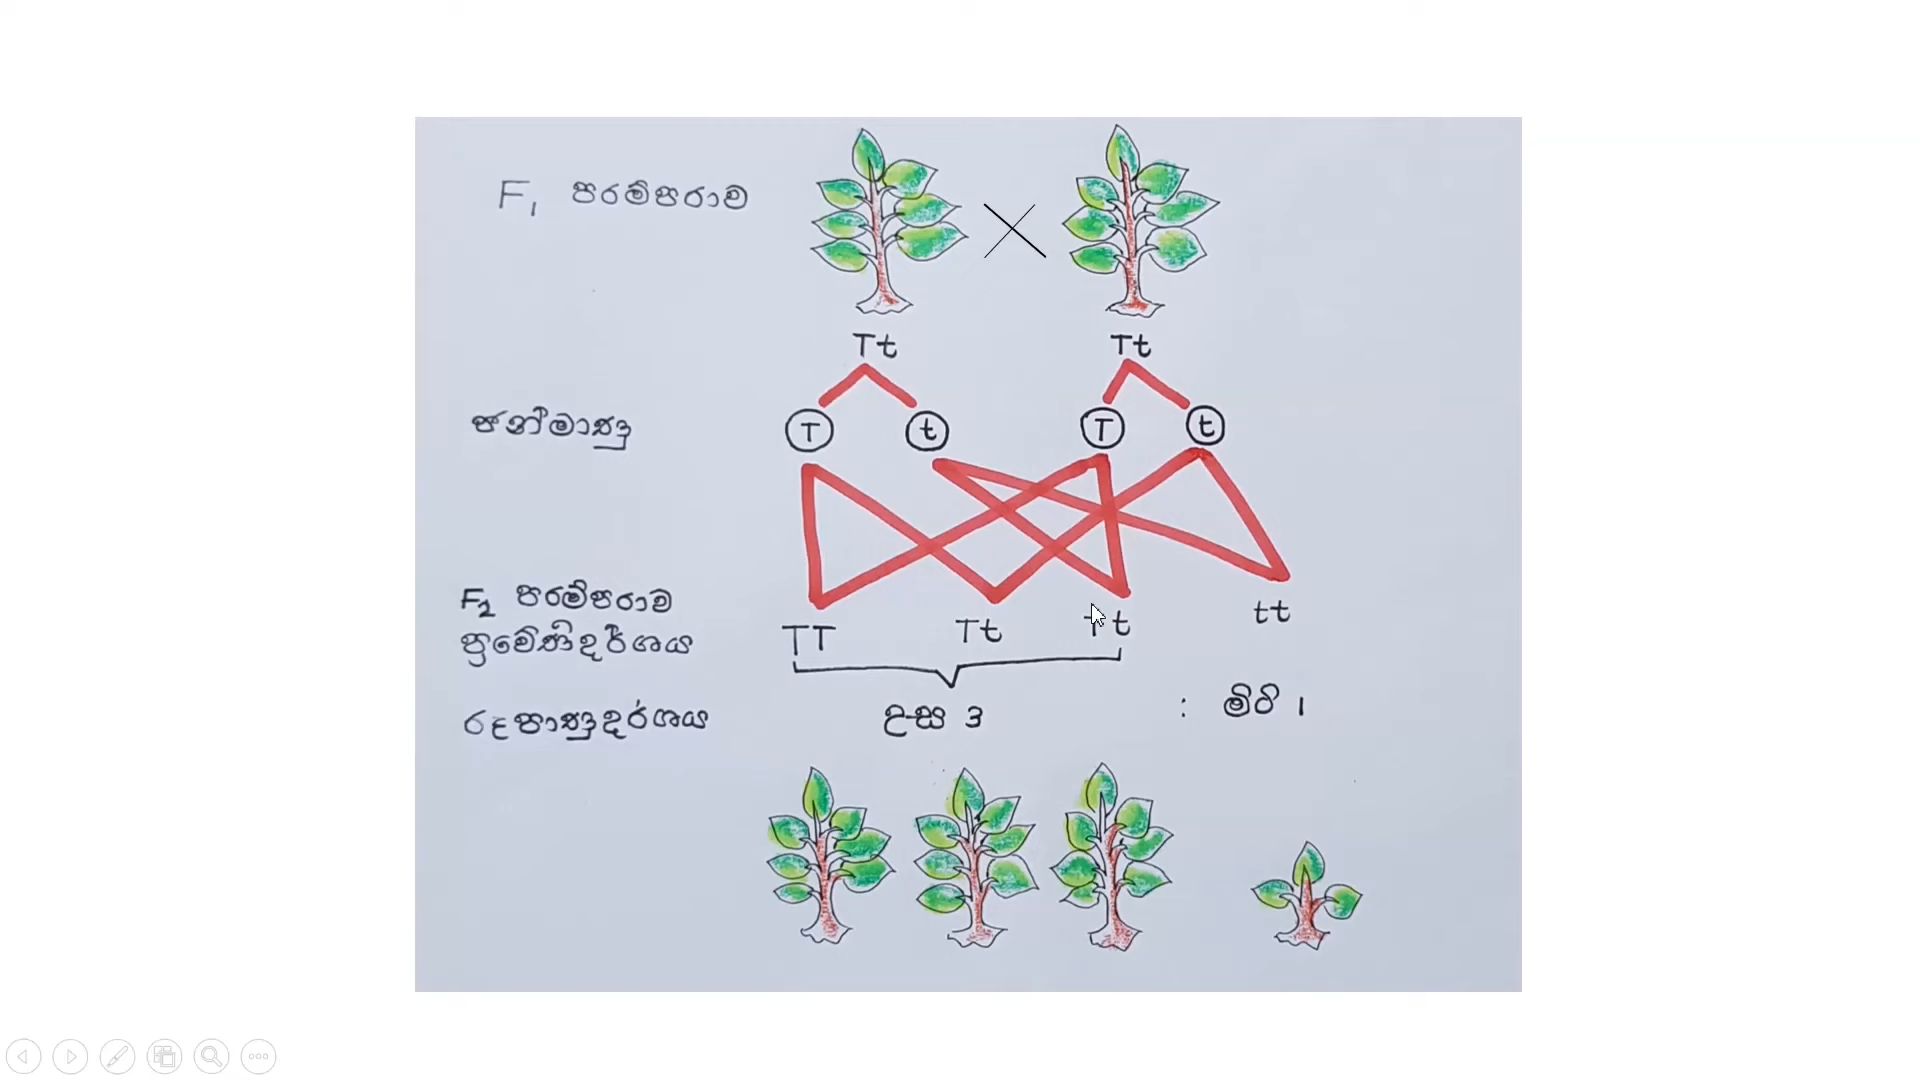 F₁ පරම්පරාව
Tt Tt
ජන්මාණු T t T t
F₂ පරම්පරාව
ප්‍රවේණිදර්ශය TT Tt Tt tt
රූපාණුදර්ශය උස 3 : මිටි 1